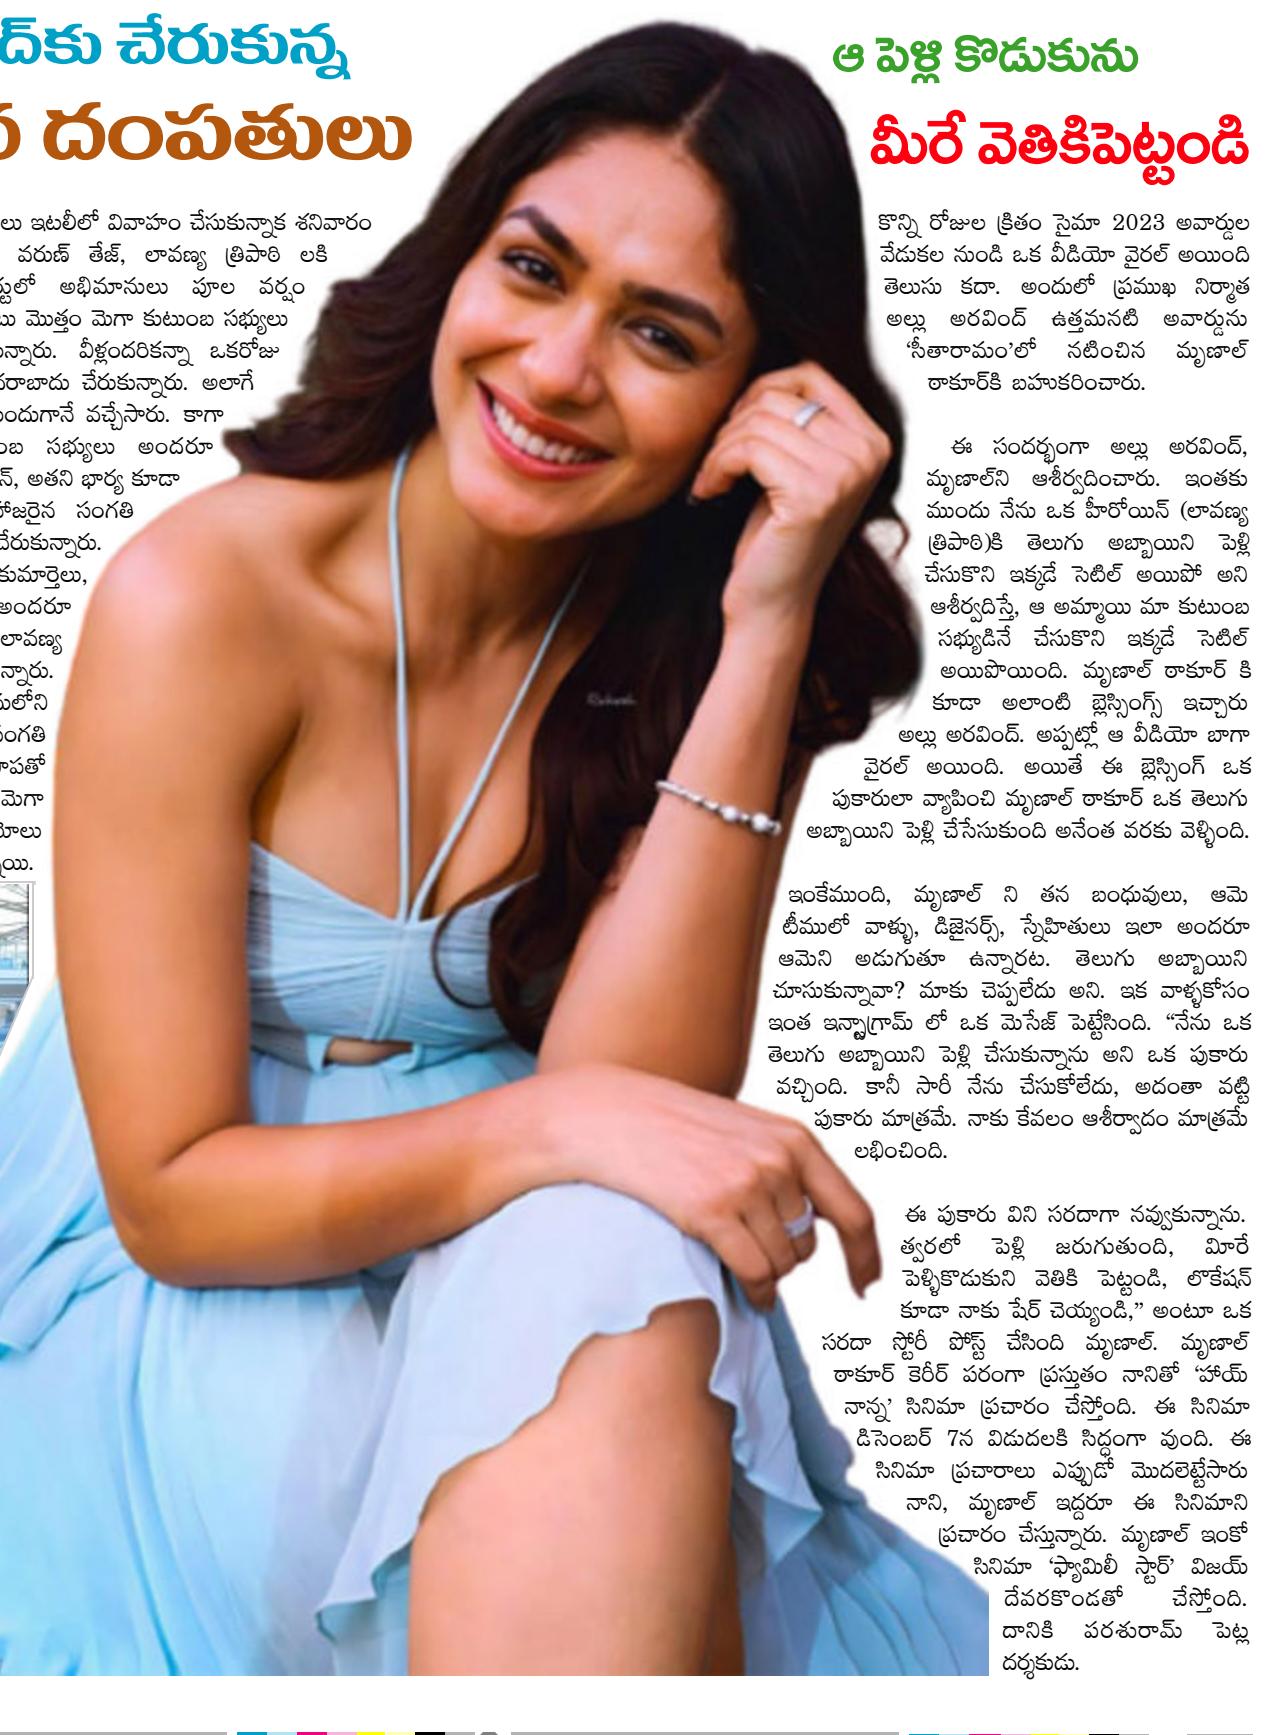 ద్‌కు చేరుకున్న
దంపతులు
లు ఇటలీలో వివాహం చేసుకున్నాక శనివారం
వరుణ్ తేజ్, లావణ్య త్రిపాఠి లకి
ర్టులో అభిమానులు పూల వర్షం
మొత్తం మెగా కుటుంబ సభ్యులు
వీళ్లందరికన్నా ఒకరోజు
చేరుకున్నారు. అలాగే
వచ్చేసారు. కాగా
సభ్యులు అందరూ
అతని భార్య కూడా
హాజరైన సంగతి
చేరుకున్నారు.
కుమార్తెలు,
అందరూ
లావణ్య
న్నారు.
లోని
సంగతి
మెగా
ఆ పెళ్లి కొడుకును
మీరే వెతికిపెట్టండి
కొన్ని రోజుల క్రితం సైమా 2023 అవార్డుల
వేడుకల నుండి ఒక వీడియో వైరల్ అయింది
తెలుసు కదా. అందులో ప్రముఖ నిర్మాత
అల్లు అరవింద్ ఉత్తమనటి అవార్డును
‘సీతారామం’లో నటించిన మృణాల్
ఠాకూర్‌కి బహుకరించారు.
ఈ సందర్భంగా అల్లు అరవింద్,
మృణాల్‌ని ఆశీర్వదించారు. ఇంతకు
ముందు నేను ఒక హీరోయిన్ (లావణ్య
త్రిపాఠి)కి తెలుగు అబ్బాయిని పెళ్లి
చేసుకొని ఇక్కడే సెటిల్ అయిపో అని
ఆశీర్వదిస్తే, ఆ అమ్మాయి మా కుటుంబ
సభ్యుడినే చేసుకొని ఇక్కడే సెటిల్
అయిపొయింది. మృణాల్ ఠాకూర్ కి
కూడా అలాంటి బ్లెస్సింగ్స్ ఇచ్చారు
అల్లు అరవింద్. అప్పట్లో ఆ వీడియో బాగా
వైరల్ అయింది. అయితే ఈ బ్లెస్సింగ్ ఒక
పుకారులా వ్యాపించి మృణాల్ ఠాకూర్ ఒక తెలుగు
అబ్బాయిని పెళ్లి చేసేసుకుంది అనేంత వరకు వెళ్ళింది.
ఇంకేముంది, మృణాల్ ని తన బంధువులు, ఆమె
టీములో వాళ్ళు, డిజైనర్స్, స్నేహితులు ఇలా అందరూ
ఆమెని అడుగుతూ ఉన్నారట. తెలుగు అబ్బాయిని
చూసుకున్నావా? మాకు చెప్పలేదు అని. ఇక వాళ్ళకోసం
ఇంత ఇన్స్టాగ్రామ్ లో ఒక మెసేజ్ పెట్టేసింది. “నేను ఒక
తెలుగు అబ్బాయిని పెళ్లి చేసుకున్నాను అని ఒక పుకారు
వచ్చింది. కానీ సారీ నేను చేసుకోలేదు, అదంతా వట్టి
పుకారు మాత్రమే. నాకు కేవలం ఆశీర్వాదం మాత్రమే
లభించింది.
ఈ పుకారు విని సరదాగా నవ్వుకున్నాను.
త్వరలో పెళ్లి జరుగుతుంది, మీరే
పెళ్ళికొడుకుని వెతికి పెట్టండి, లొకేషన్
కూడా నాకు షేర్ చెయ్యండి,” అంటూ ఒక
సరదా స్టోరీ పోస్ట్ చేసింది మృణాల్. మృణాల్
ఠాకూర్ కెరీర్ పరంగా ప్రస్తుతం నానితో ‘హాయ్
నాన్న’ సినిమా ప్రచారం చేస్తోంది. ఈ సినిమా
డిసెంబర్ 7న విడుదలకి సిద్ధంగా వుంది. ఈ
సినిమా ప్రచారాలు ఎప్పుడో మొదలెట్టేసారు
నాని, మృణాల్ ఇద్దరూ ఈ సినిమాని
ప్రచారం చేస్తున్నారు. మృణాల్ ఇంకో
సినిమా ‘ఫ్యామిలీ స్టార్’ విజయ్
దేవరకొండతో చేస్తోంది.
దానికి పరశురామ్ పెట్ల
దర్శకుడు.